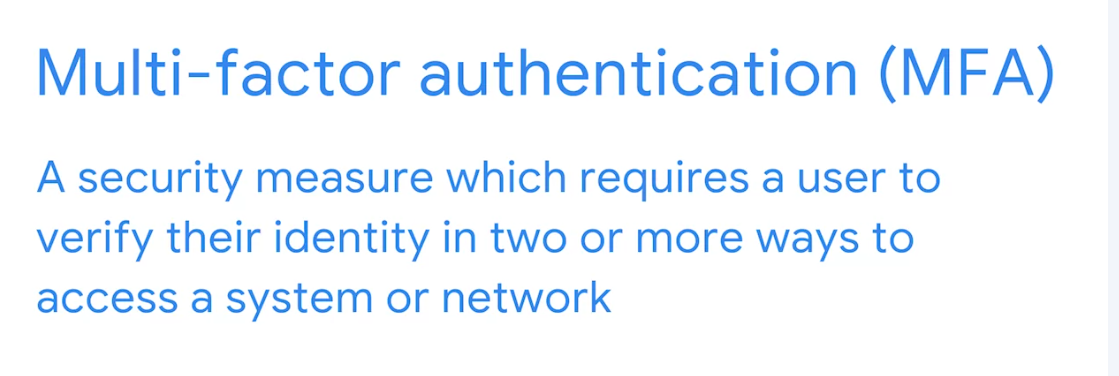 Multi-factor authentication (MFA)
A security measure which requires a user to
verify their identity in two or more ways to
access a system or network